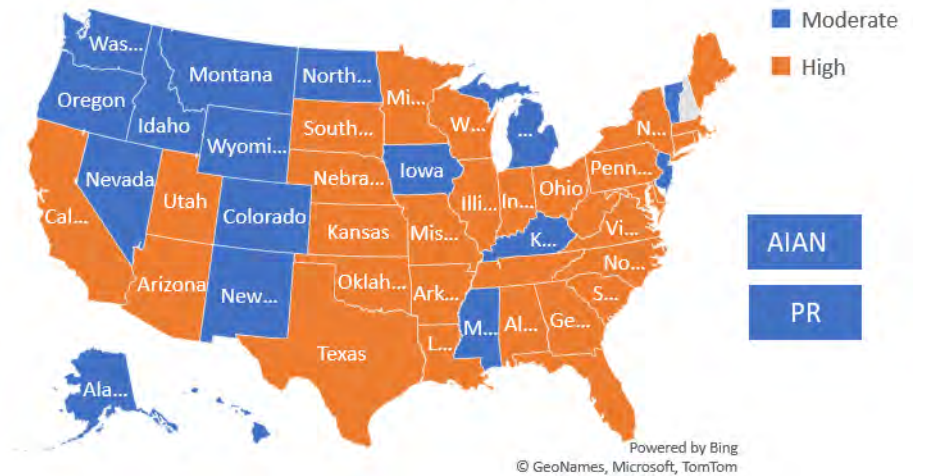 Moderate
High
Was...
Montana
North...
Oregon
Idaho
Wyomi...
Mi...
South...
W...
...
N...
Nevada
Utah
Colorado
Nebra...
Iowa
Illi...
In...
Ohio
Penn...
Cal...
Kansas
Mis...
K...
Vi...
Arizona
New...
Oklah...
Ark...
No...
S...
Texas
L...
M...
Al...
Ge...
Ala...
AIAN
PR
Powered by Bing
© GeoNames, Microsoft, TomTom